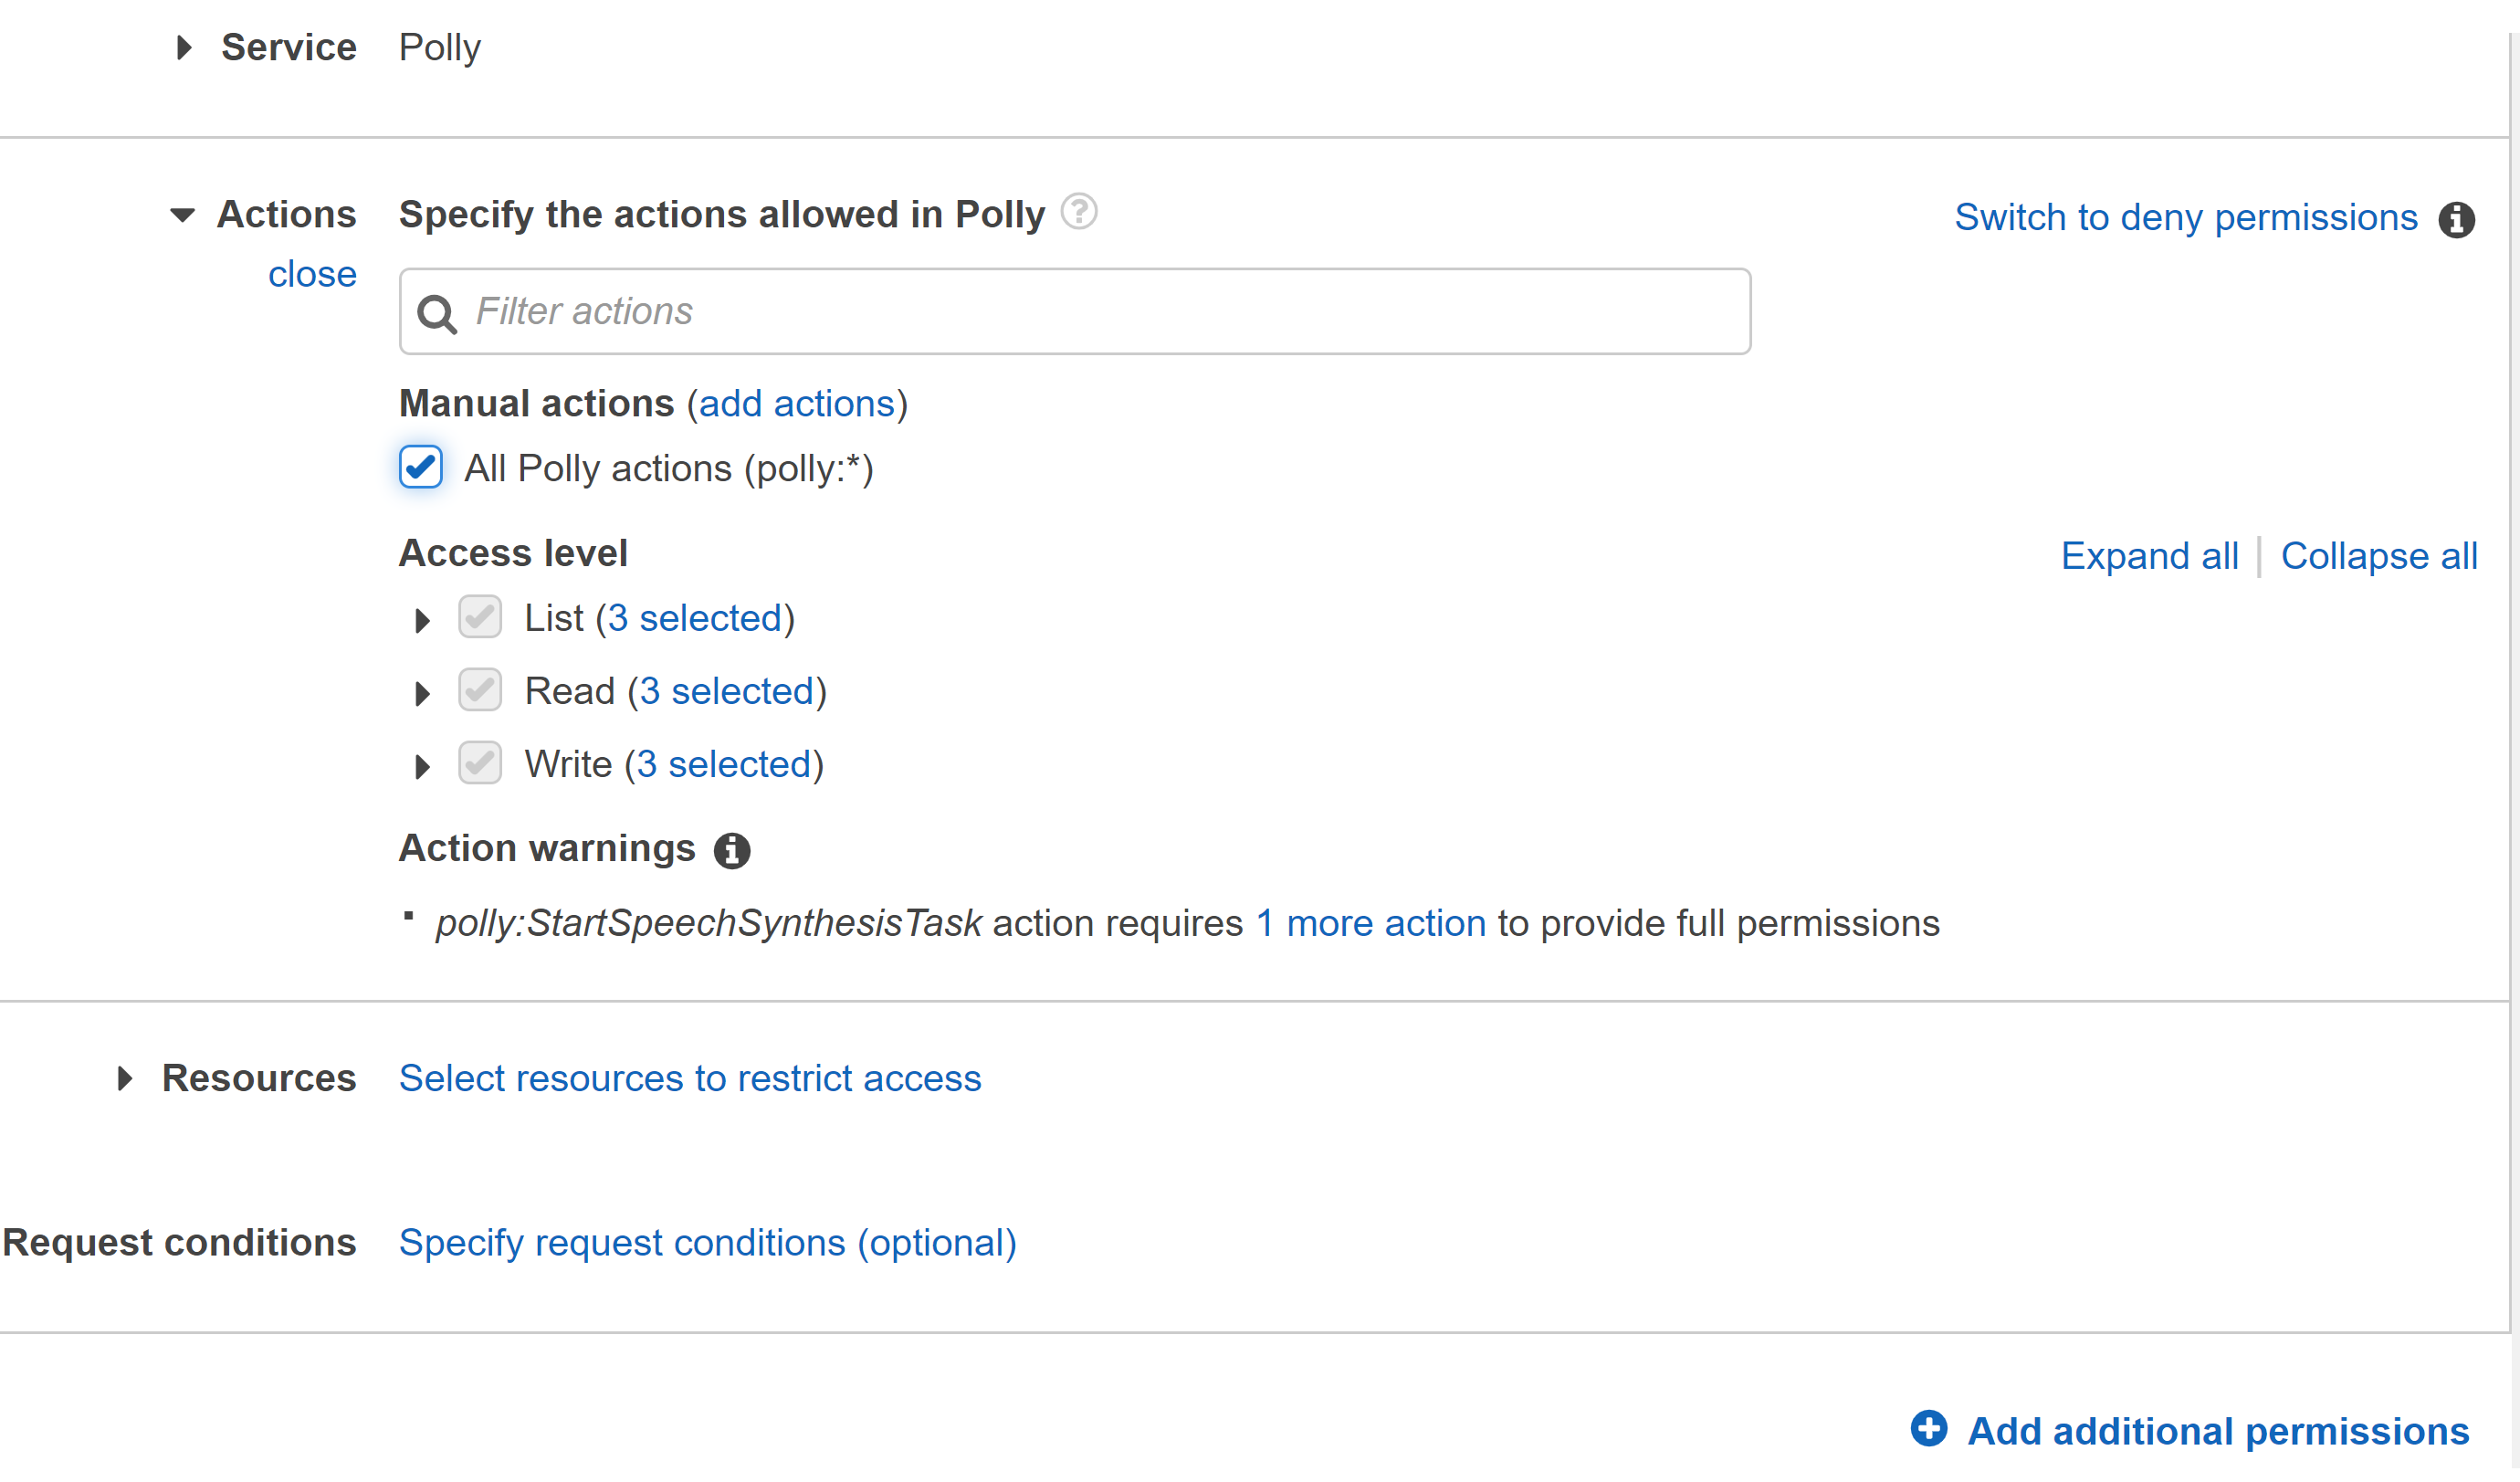 Service Polly
Actions Specify the actions allowed in Polly ? Switch to deny permissions i
close
Filter actions
Manual actions (add actions)
All Polly actions (polly:*)
Access level Expand all | Collapse all
List (3 selected)
Read (3 selected)
Write (3 selected)
Action warnings i
▪ polly:StartSpeechSynthesisTask action requires 1 more action to provide full permissions
Resources Select resources to restrict access
Request conditions Specify request conditions (optional)
Add additional permissions